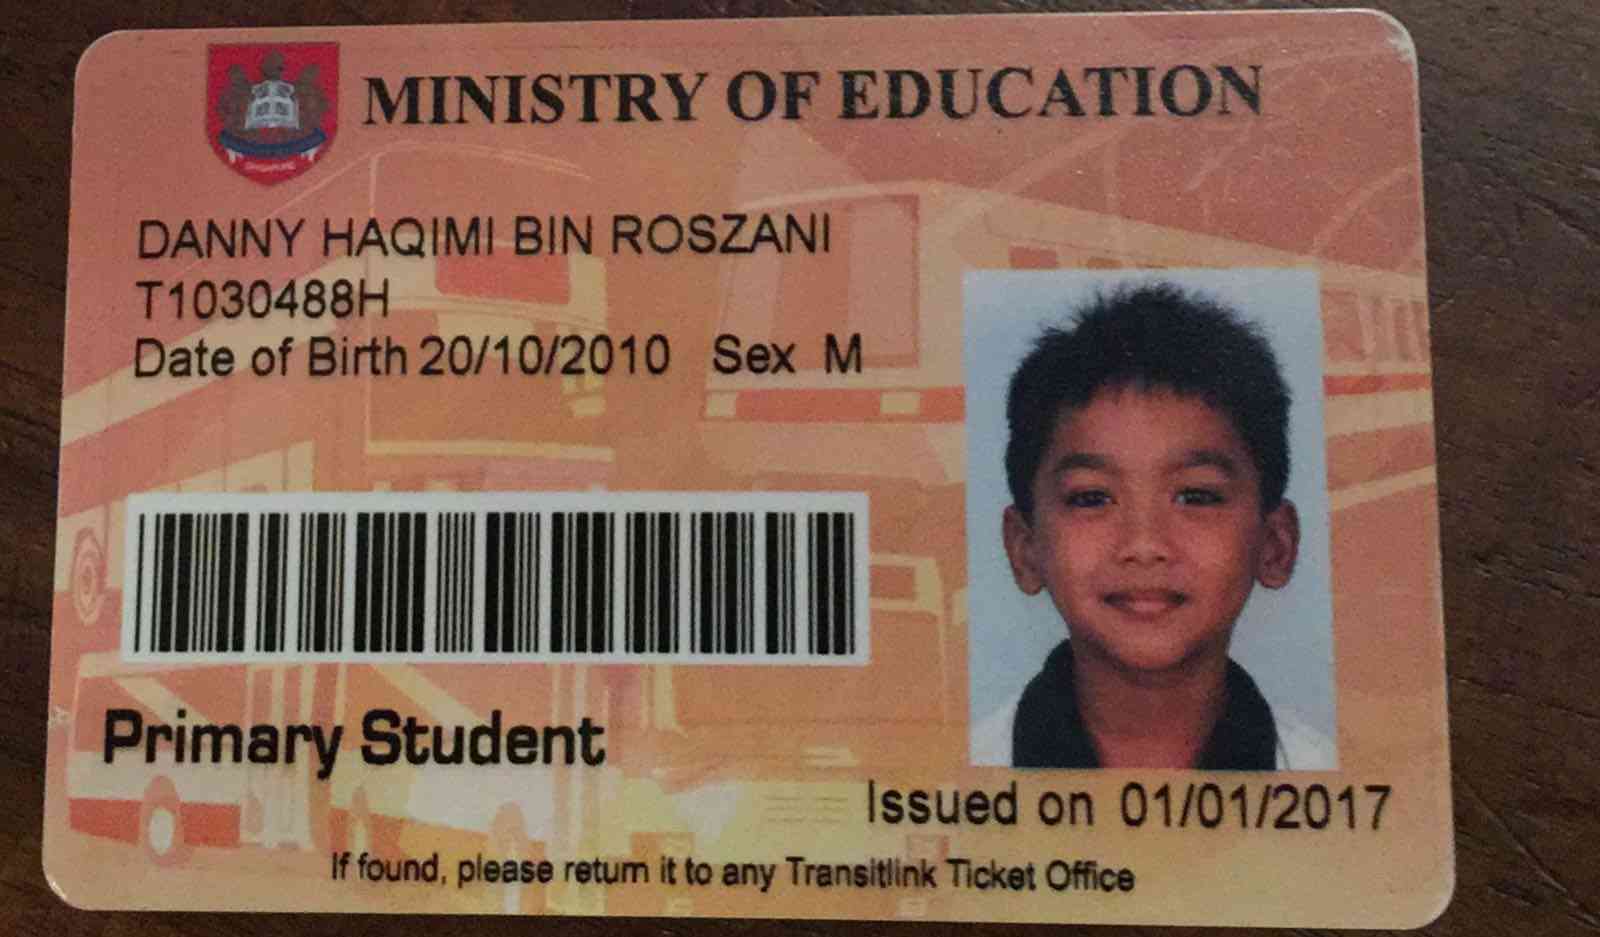 MINISTRY OF EDUCATION
DANNY HAQIMI BIN ROSZANI
T1030488H
Date of Birth 20/10/2010 Sex M
Primary Student
Issued on 01/01/2017
If found, please return it to any Transitlink Ticket Office